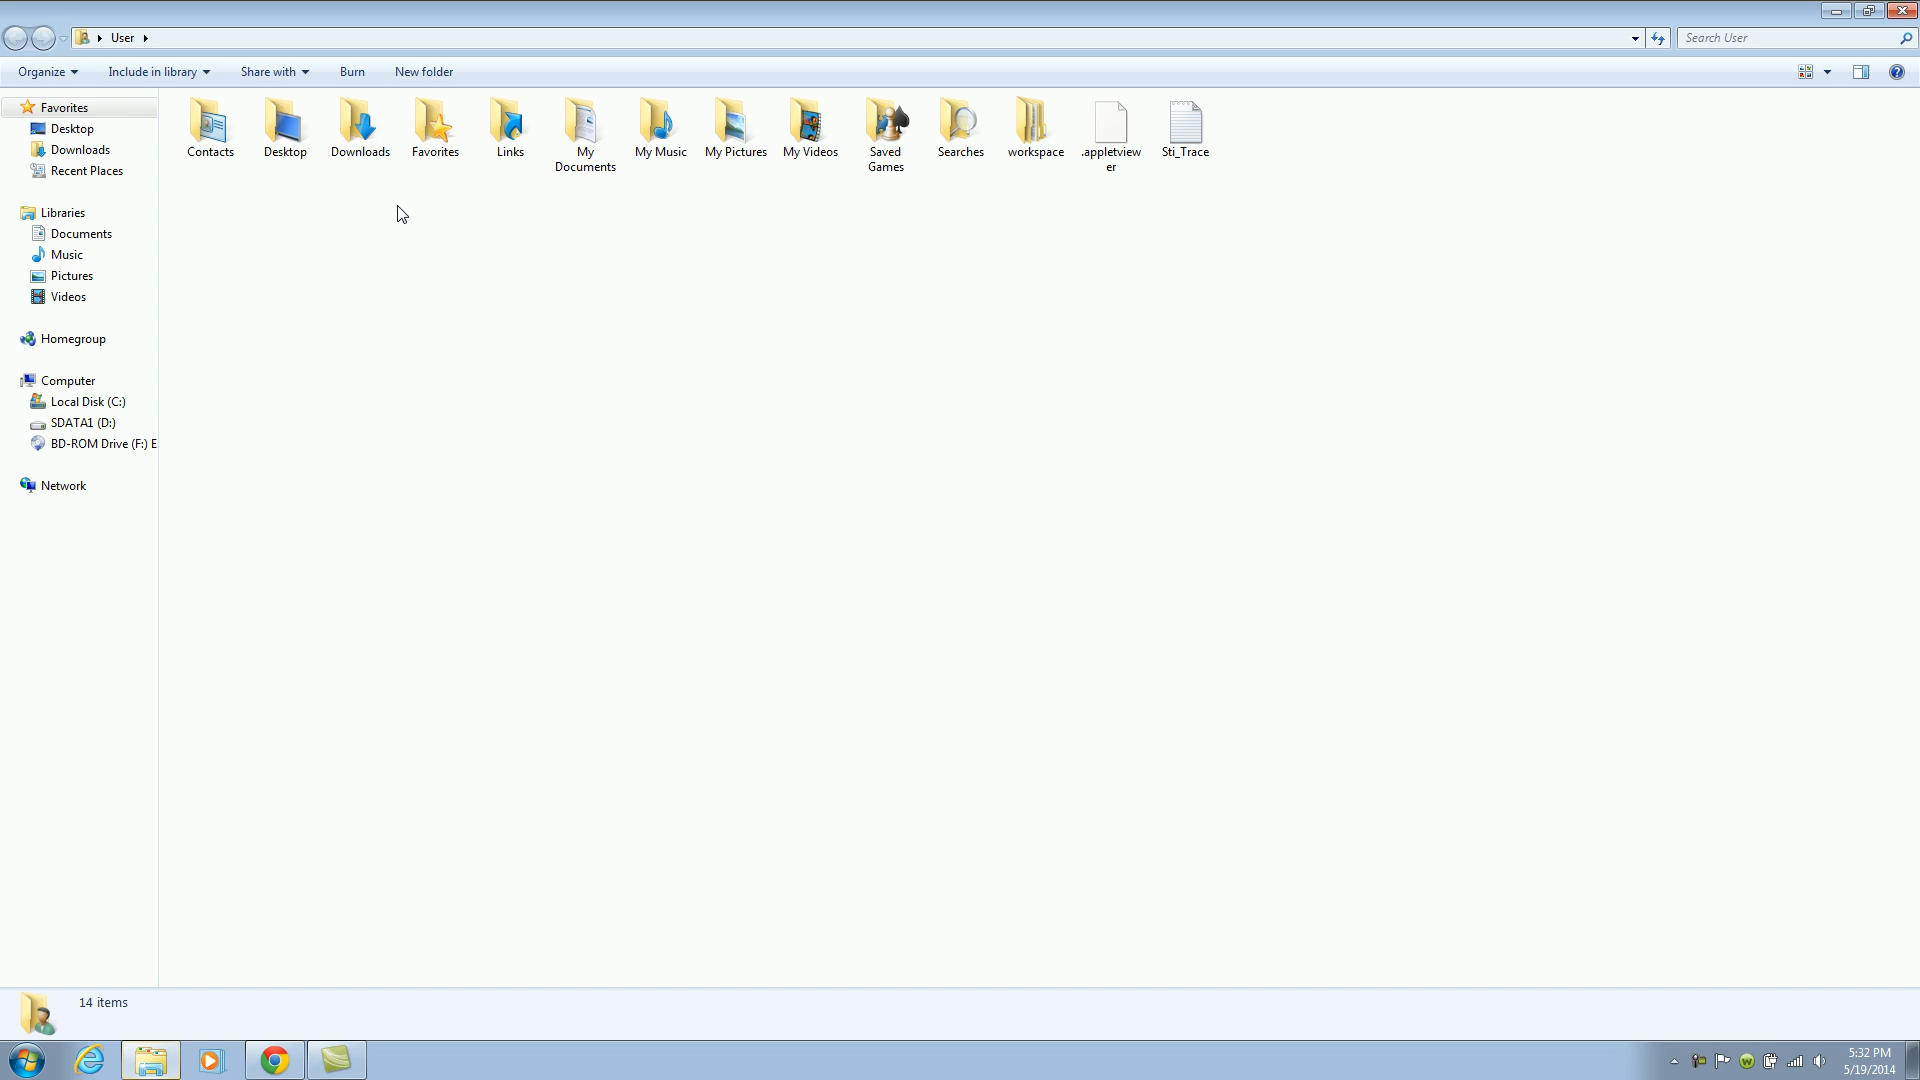 User
Search User
Organize
Include in library
Share with
Burn
New folder
Favorites
Desktop
Downloads
Recent Places
Libraries
Documents
Music
Pictures
Videos
Homegroup
Computer
Local Disk (C:)
SDATA1 (D:)
BD-ROM Drive (F:) E
Network
Contacts
Desktop
Downloads
Favorites
Links
My
Documents
My Music
My Pictures
My Videos
Saved
Games
Searches
workspace
.appletview
er
Sti_Trace
14 items
5:32 PM
5/19/2014